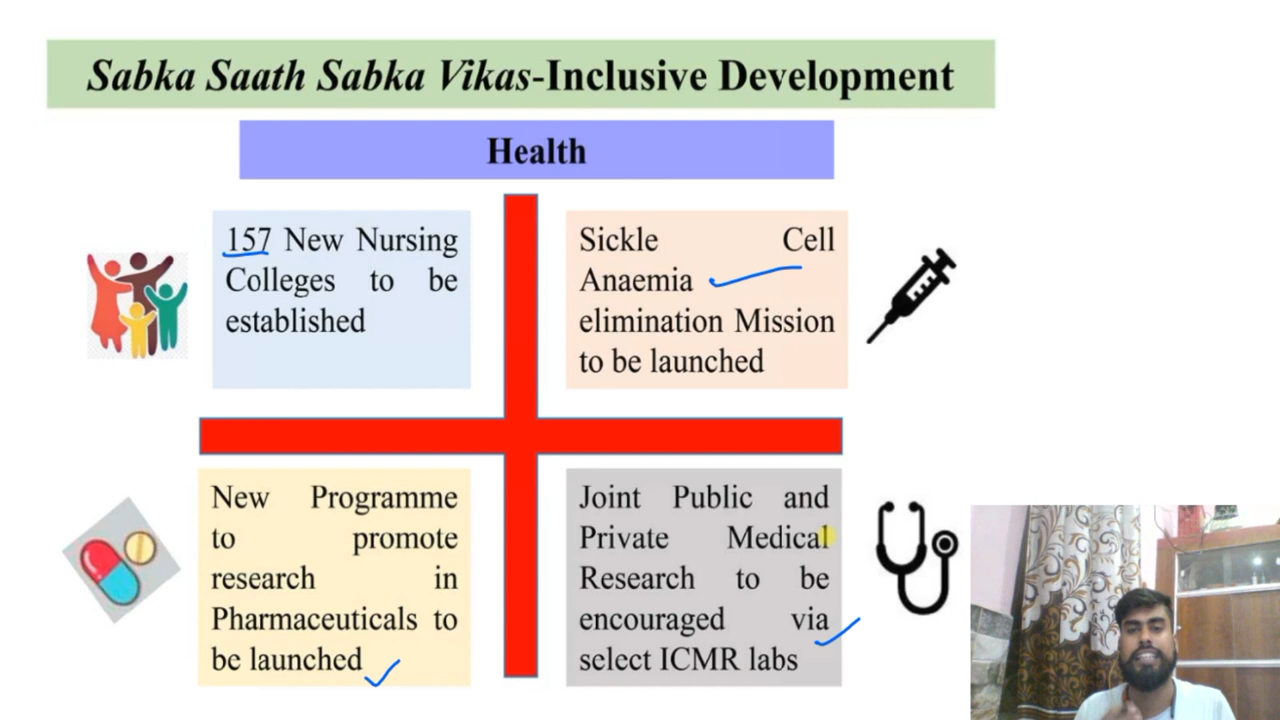 Sabka Saath Sabka Vikas-Inclusive Development
Health
157 New Nursing
Colleges to be
established
Sickle Cell
Anaemia
elimination Mission
to be launched
New Programme
to promote
research in
Pharmaceuticals to
be launched
Joint Public and
Private Medical
Research to be
encouraged via
select ICMR labs